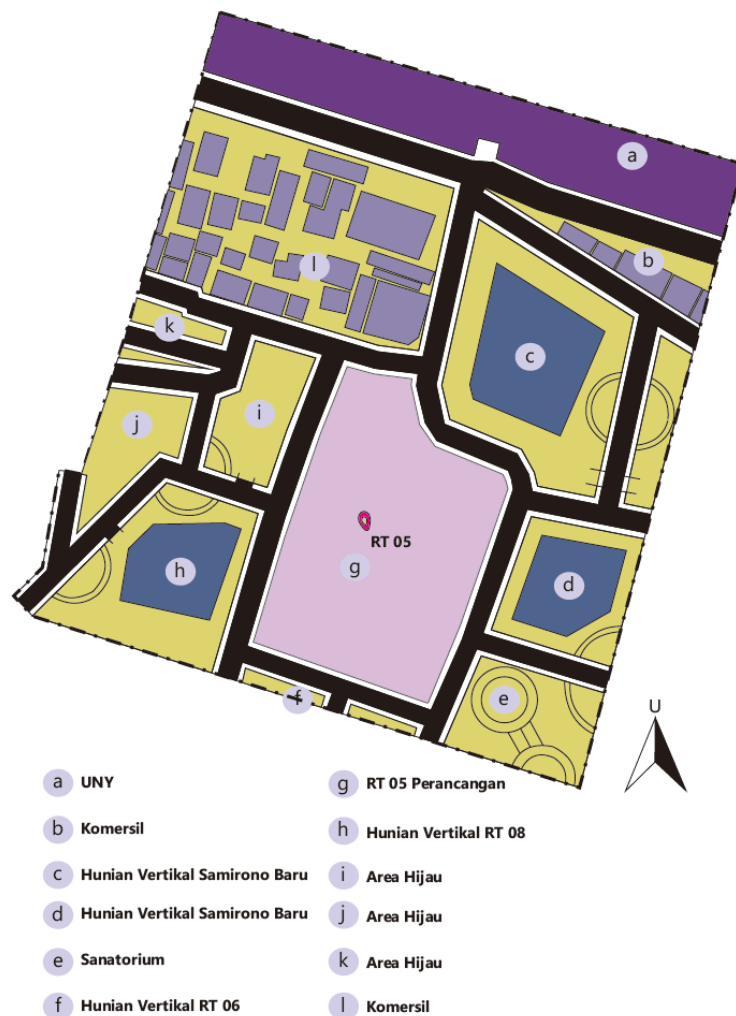 a
b
l
k
c
i
j
RT 05
g
h
d
f
e
U
a UNY
b Komersil
c Hunian Vertikal Samirono Baru
d Hunian Vertikal Samirono Baru
e Sanatorium
f Hunian Vertikal RT 06
g RT 05 Perancangan
h Hunian Vertikal RT 08
i Area Hijau
j Area Hijau
k Area Hijau
l Komersil